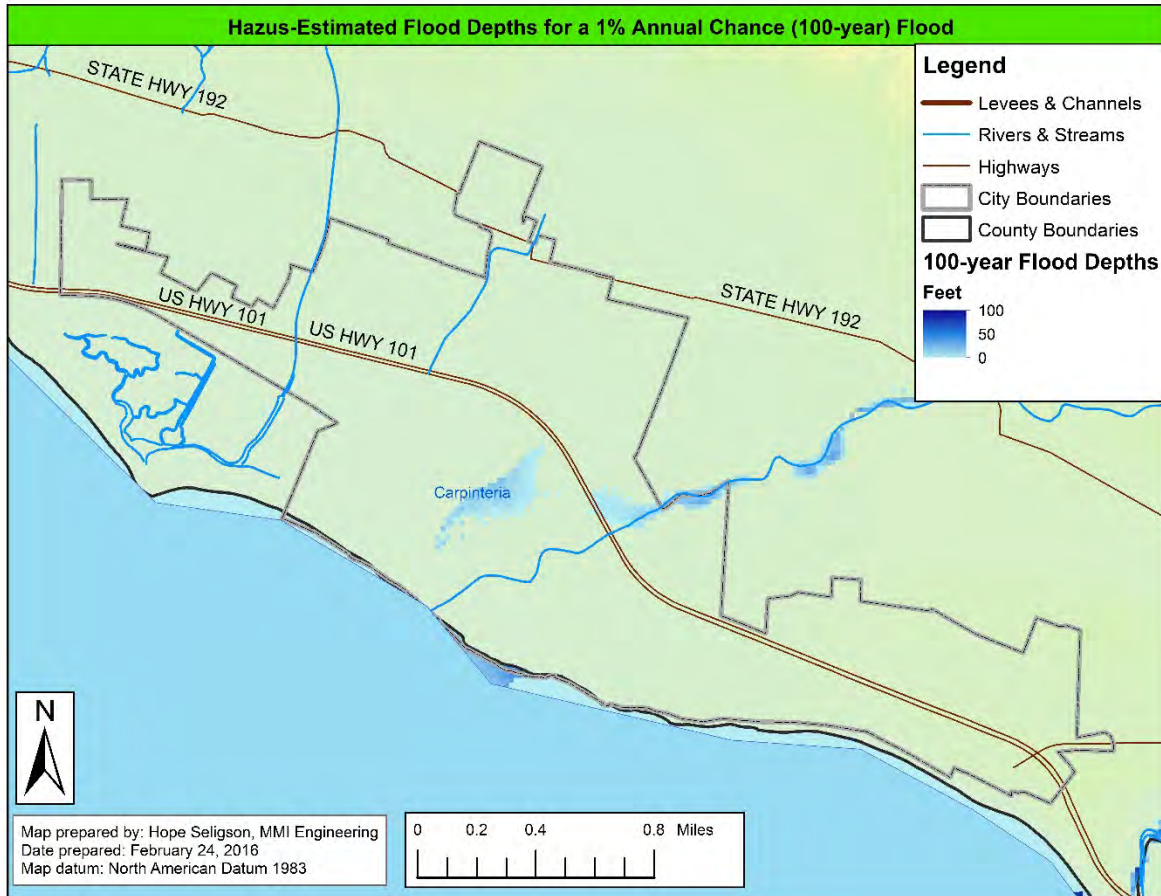 Hazus-Estimated Flood Depths for a 1% Annual Chance (100-year) Flood
STATE HWY 192
US HWY 101
US HWY 101
STATE HWY 192
Carpinteria
Legend
Levees & Channels
Rivers & Streams
Highways
City Boundaries
County Boundaries
100-year Flood Depths
Feet
100
50
0
N
Map prepared by: Hope Seligson, MMI Engineering
Date prepared: February 24, 2016
Map datum: North American Datum 1983
0 0.2 0.4 0.8 Miles